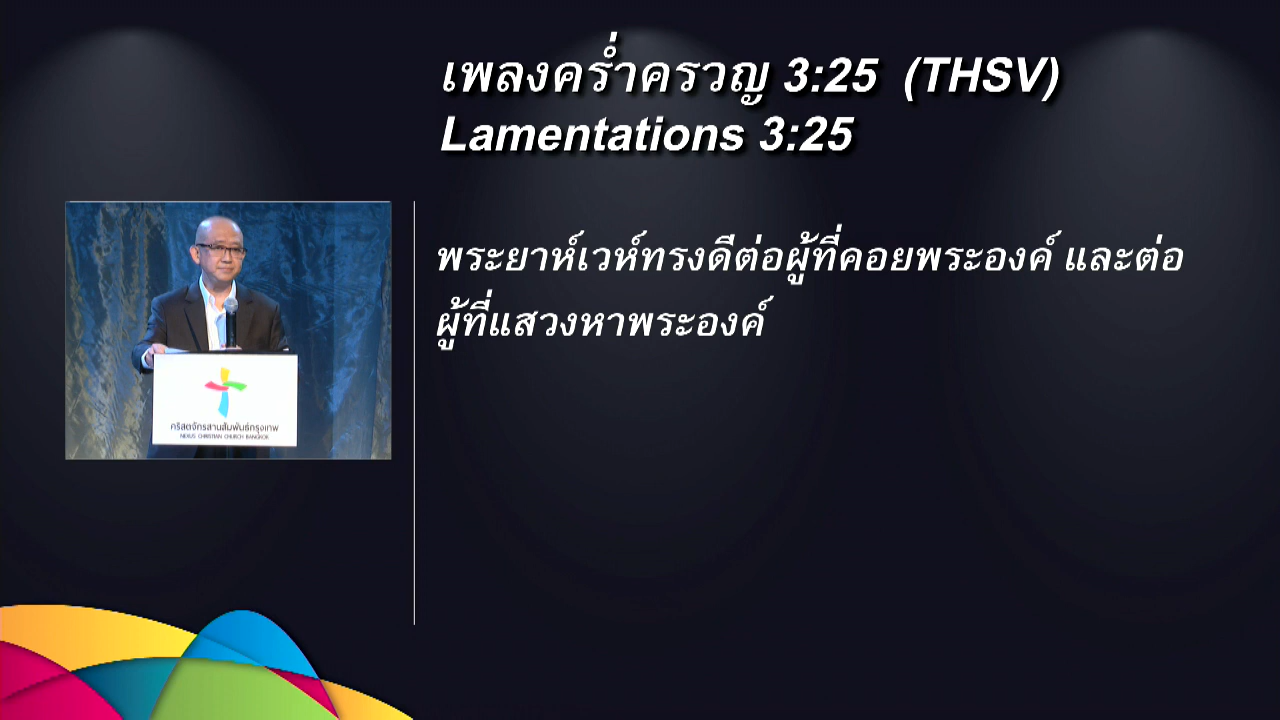 เพลงคร่ำครวญ 3:25 (THSV)
Lamentations 3:25
พระยาห์เวห์ทรงดีต่อผู้ที่คอยพระองค์ และต่อ
ผู้ที่แสวงหาพระองค์
คริสตจักรสานสัมพันธ์กรุงเทพ
NEXUS CHRISTIAN CHURCH BANGKOK